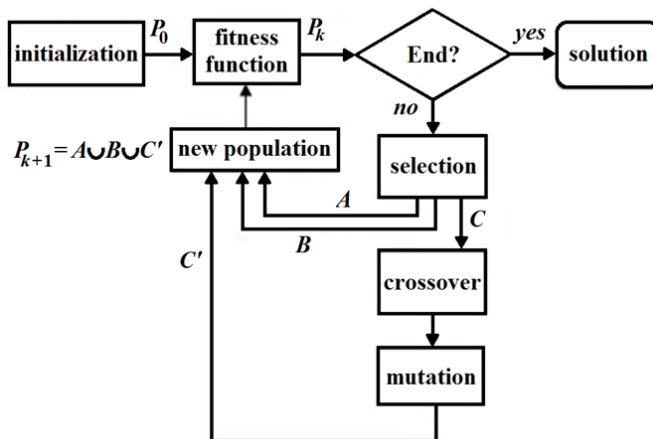 initialization
P₀
fitness
function
Pₖ
End?
yes
solution
no
Pₖ₊₁ = A∪B∪C′
new population
selection
A
B
C
C′
crossover
mutation